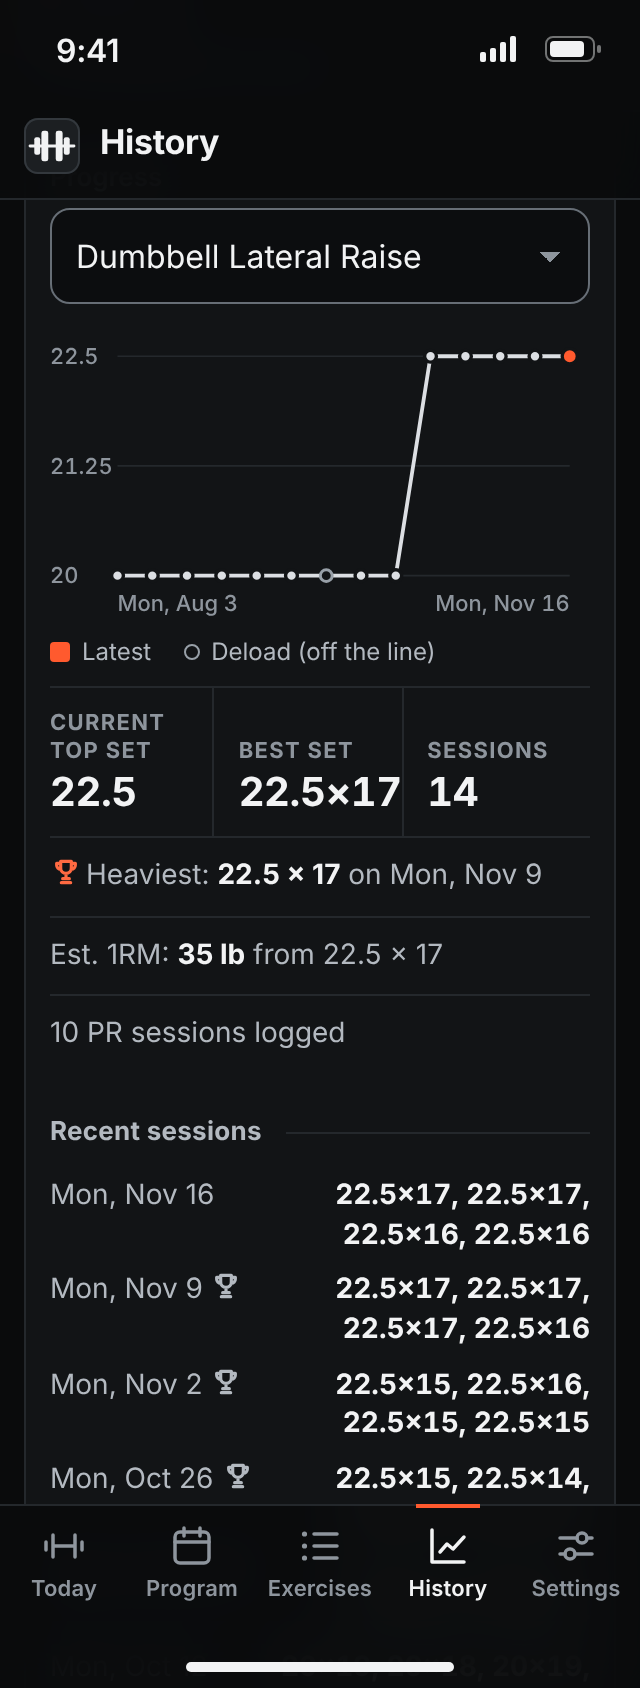 9:41
History
Progress
Dumbbell Lateral Raise
22.5
21.25
20
Mon, Aug 3
Mon, Nov 16
Latest
Deload (off the line)
CURRENT
TOP SET
22.5
BEST SET
22.5×17
SESSIONS
14
Heaviest: 22.5 × 17 on Mon, Nov 9
Est. 1RM: 35 lb from 22.5 × 17
10 PR sessions logged
Recent sessions
Mon, Nov 16
22.5×17, 22.5×17,
22.5×16, 22.5×16
Mon, Nov 9
22.5×17, 22.5×17,
22.5×17, 22.5×16
Mon, Nov 2
22.5×15, 22.5×16,
22.5×15, 22.5×15
Mon, Oct 26
22.5×15, 22.5×14,
Today
Program
Exercises
History
Settings
Mon, Oct
20×19,